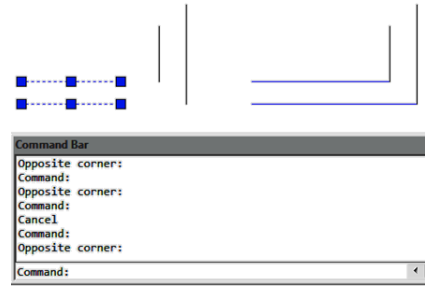 Command Bar
Opposite corner:
Command:
Opposite corner:
Command:
Cancel
Command:
Opposite corner:
Command: